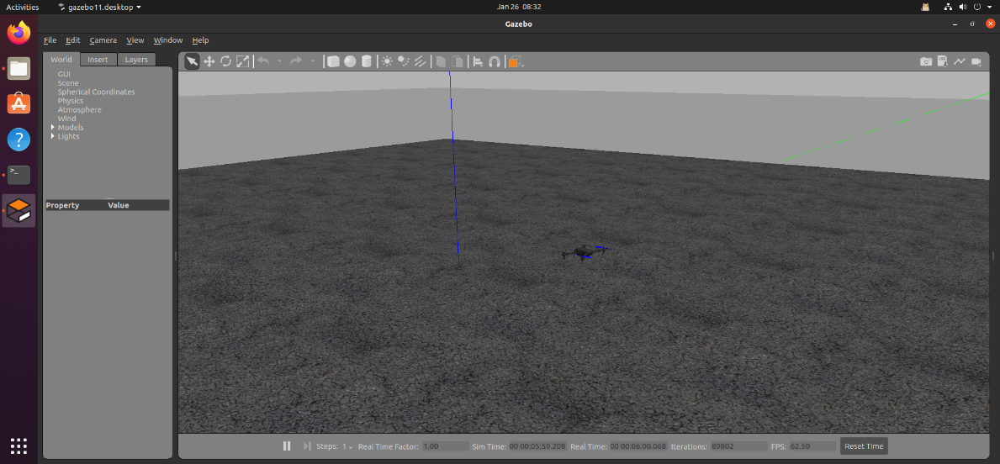 Activities gazebo11.desktop Jan 26 08:32
Gazebo
File Edit Camera View Window Help
World Insert Layers
GUI
Scene
Spherical Coordinates
Physics
Atmosphere
Wind
Models
Lights
Property Value
Steps: 1 Real Time Factor: 1.00 Sim Time: 00 00:05:59.208 Real Time: 00 00:06:00.068 Iterations: 89802 FPS: 62.50 Reset Time